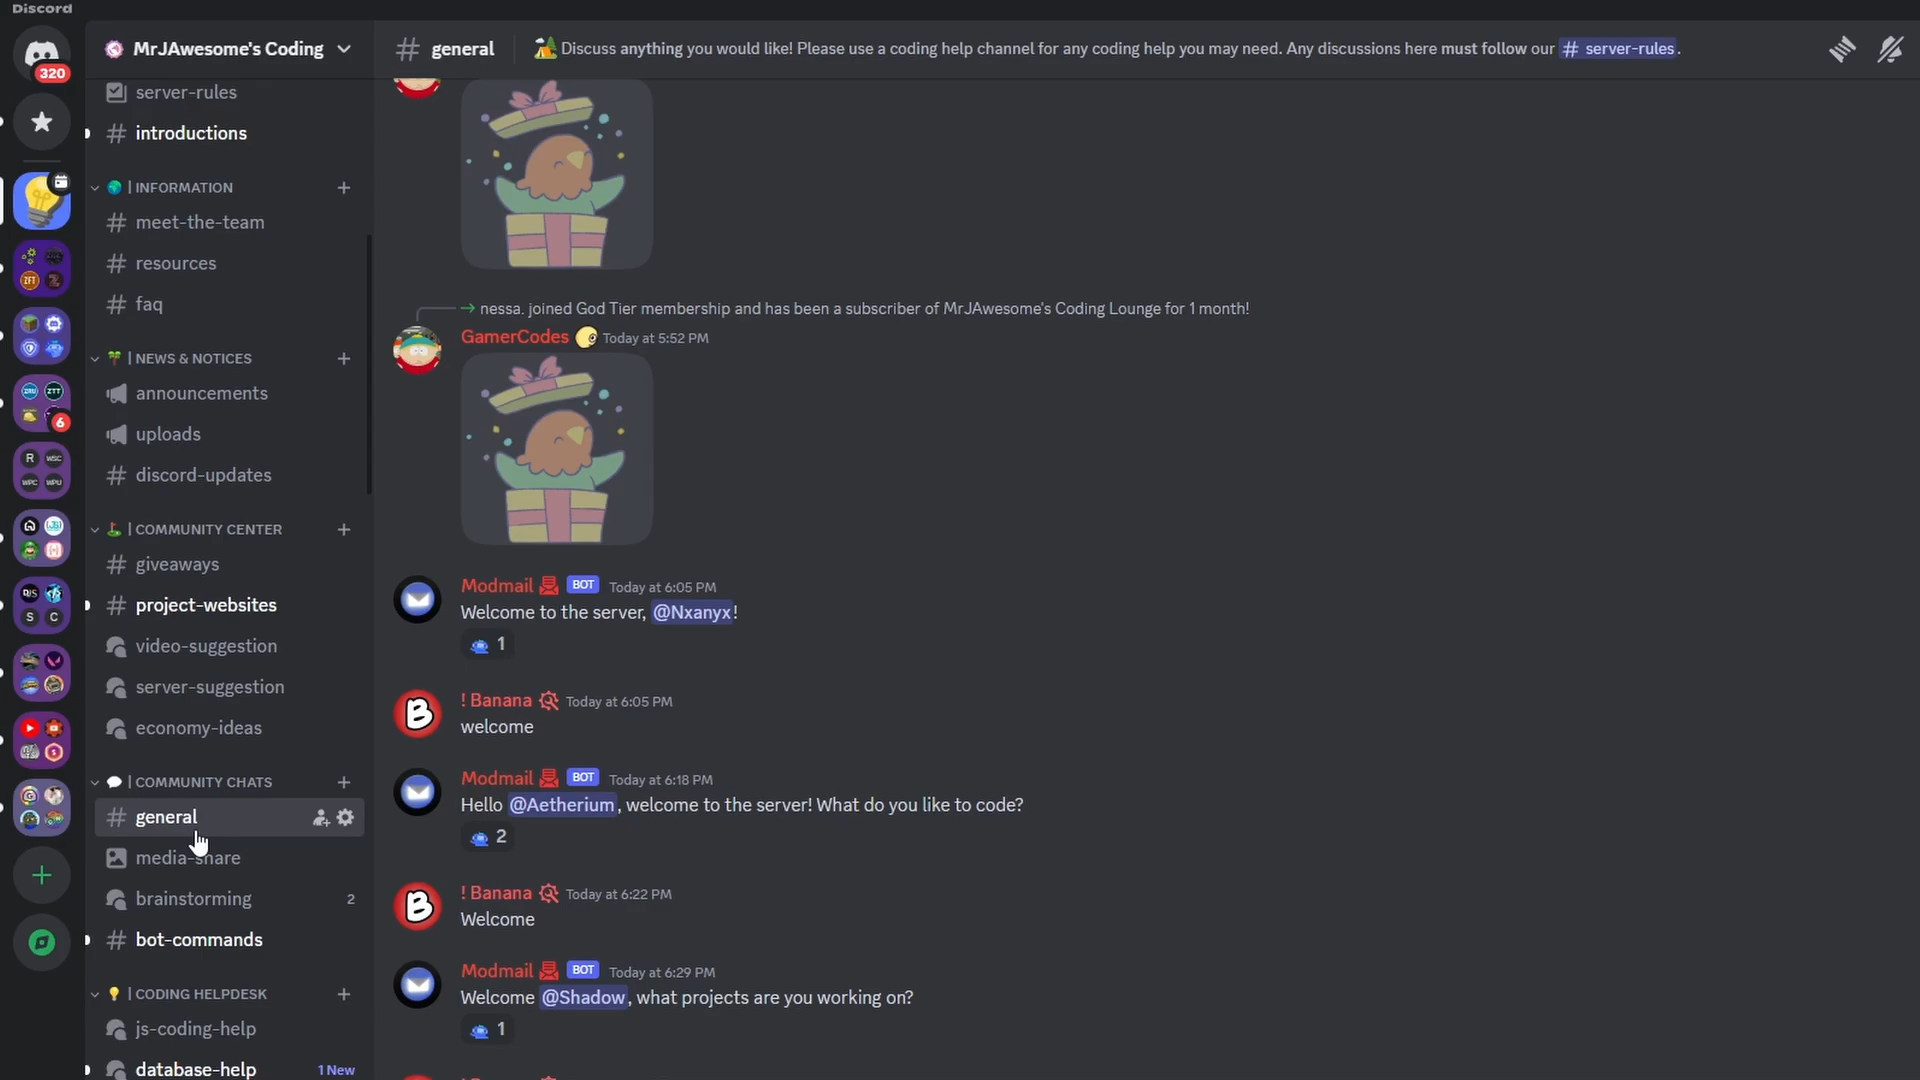 Discord
320
MrJAwesome's Coding
server-rules
introductions
| INFORMATION
meet-the-team
resources
faq
| NEWS & NOTICES
announcements
uploads
discord-updates
| COMMUNITY CENTER
giveaways
project-websites
video-suggestion
server-suggestion
economy-ideas
| COMMUNITY CHATS
general
media-share
brainstorming 2
bot-commands
| CODING HELPDESK
js-coding-help
database-help 1 New
6
ZFT
ZRU ZTT
R WSC
WPC WPU
S C
# general
Discuss anything you would like! Please use a coding help channel for any coding help you may need. Any discussions here must follow our # server-rules.
nessa. joined God Tier membership and has been a subscriber of MrJAwesome's Coding Lounge for 1 month!
GamerCodes Today at 5:52 PM
Modmail BOT Today at 6:05 PM
Welcome to the server, @Nxanyx!
1
B
! Banana Today at 6:05 PM
welcome
Modmail BOT Today at 6:18 PM
Hello @Aetherium, welcome to the server! What do you like to code?
2
B
! Banana Today at 6:22 PM
Welcome
Modmail BOT Today at 6:29 PM
Welcome @Shadow, what projects are you working on?
1